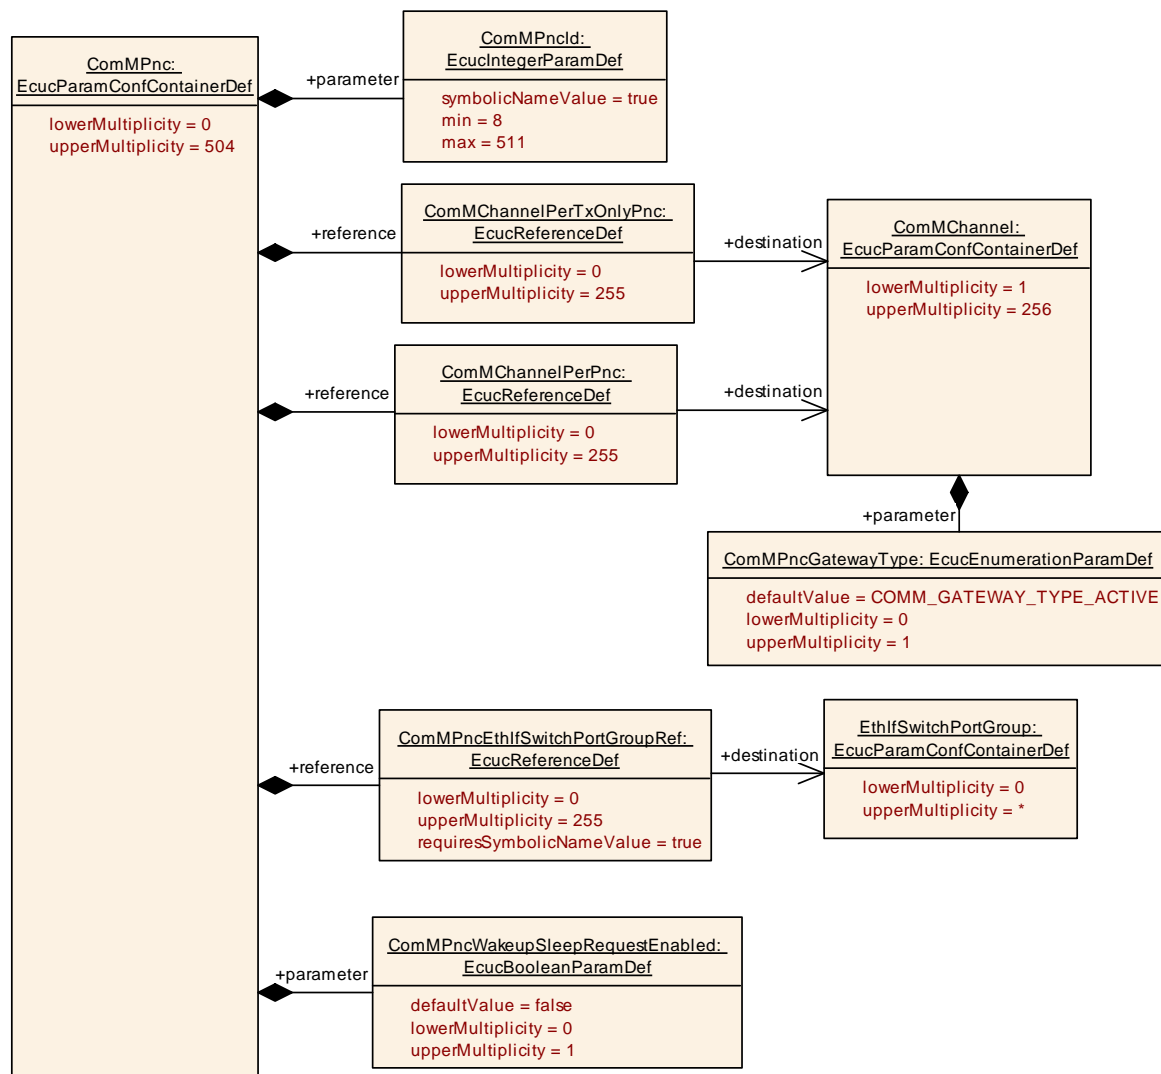 ComMPnc:
EcucParamConfContainerDef
lowerMultiplicity = 0
upperMultiplicity = 504
+parameter
ComMPncId:
EcucIntegerParamDef
symbolicNameValue = true
min = 8
max = 511
+reference
ComMChannelPerTxOnlyPnc:
EcucReferenceDef
lowerMultiplicity = 0
upperMultiplicity = 255
+destination
ComMChannel:
EcucParamConfContainerDef
lowerMultiplicity = 1
upperMultiplicity = 256
+reference
ComMChannelPerPnc:
EcucReferenceDef
lowerMultiplicity = 0
upperMultiplicity = 255
+destination
+parameter
ComMPncGatewayType: EcucEnumerationParamDef
defaultValue = COMM_GATEWAY_TYPE_ACTIVE
lowerMultiplicity = 0
upperMultiplicity = 1
+reference
ComMPncEthIfSwitchPortGroupRef:
EcucReferenceDef
lowerMultiplicity = 0
upperMultiplicity = 255
requiresSymbolicNameValue = true
+destination
EthIfSwitchPortGroup:
EcucParamConfContainerDef
lowerMultiplicity = 0
upperMultiplicity = *
+parameter
ComMPncWakeupSleepRequestEnabled:
EcucBooleanParamDef
defaultValue = false
lowerMultiplicity = 0
upperMultiplicity = 1